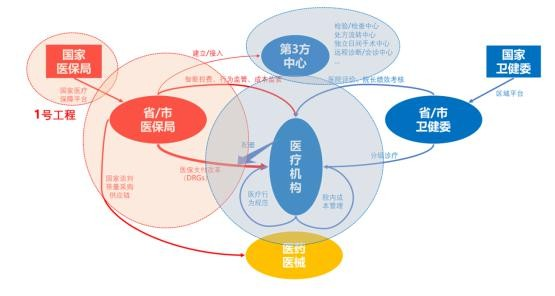 国家
医保局
国家医疗
保障平台
1号工程
省/市
医保局
国家谈判
带量采购
供应链
医保支付改革
（DRGs）
建立/接入
智能控费、行为监管、成本监管
第3方
中心
检验/检查中心
处方流转中心
独立日间手术中心
远程诊断/会诊中心
...
医院评价、院长绩效考核
国家
卫健委
区域平台
省/市
卫健委
分级诊疗
医疗
机构
医疗行
为规范
院内成
本管理
医药
医械